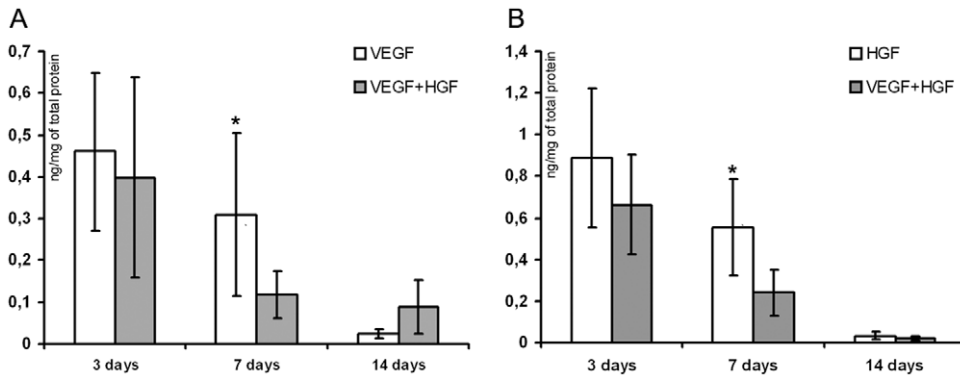 A
0,7
0,6
0,5
0,4
0,3
0,2
0,1
0
ng/mg of total protein
VEGF
VEGF+HGF
*
3 days
7 days
14 days
B
1,4
1,2
1
0,8
0,6
0,4
0,2
0
ng/mg of total protein
HGF
VEGF+HGF
*
3 days
7 days
14 days